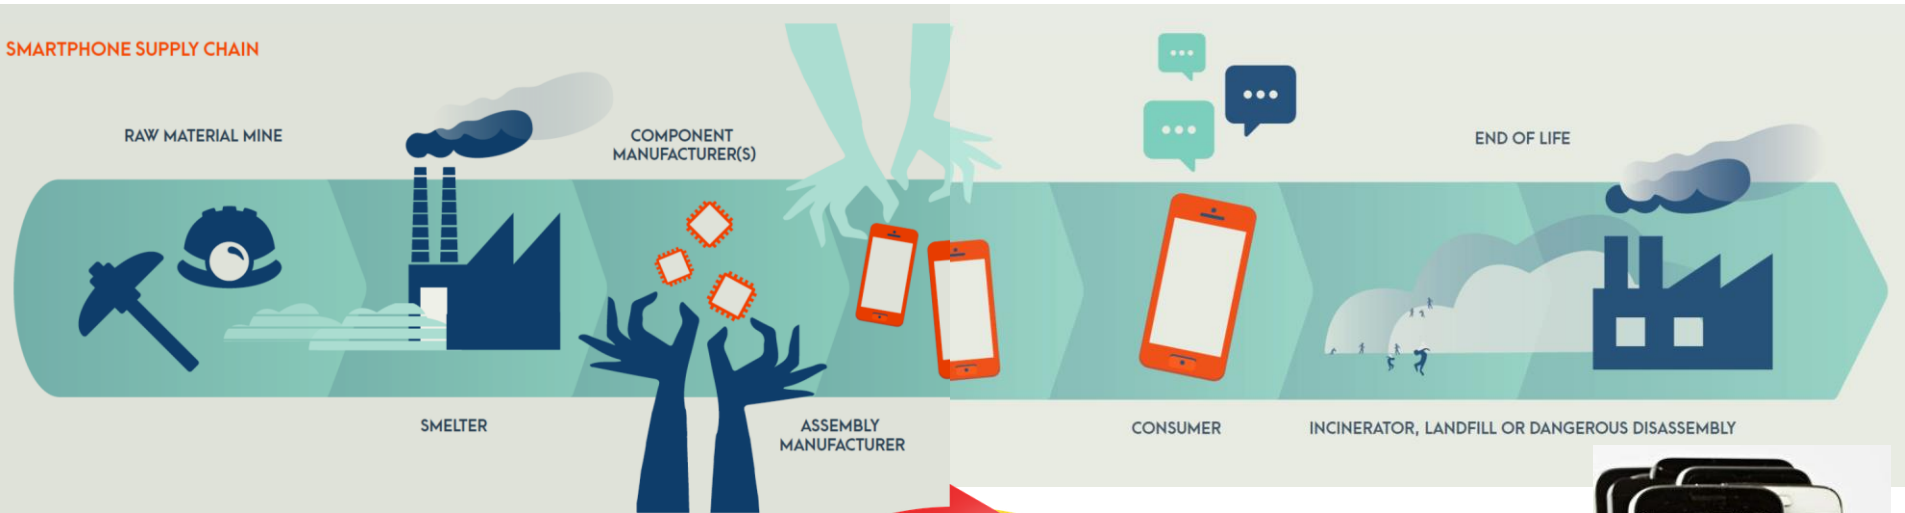 SMARTPHONE SUPPLY CHAIN
RAW MATERIAL MINE
SMELTER
COMPONENT
MANUFACTURER(S)
ASSEMBLY
MANUFACTURER
CONSUMER
END OF LIFE
INCINERATOR, LANDFILL OR DANGEROUS DISASSEMBLY